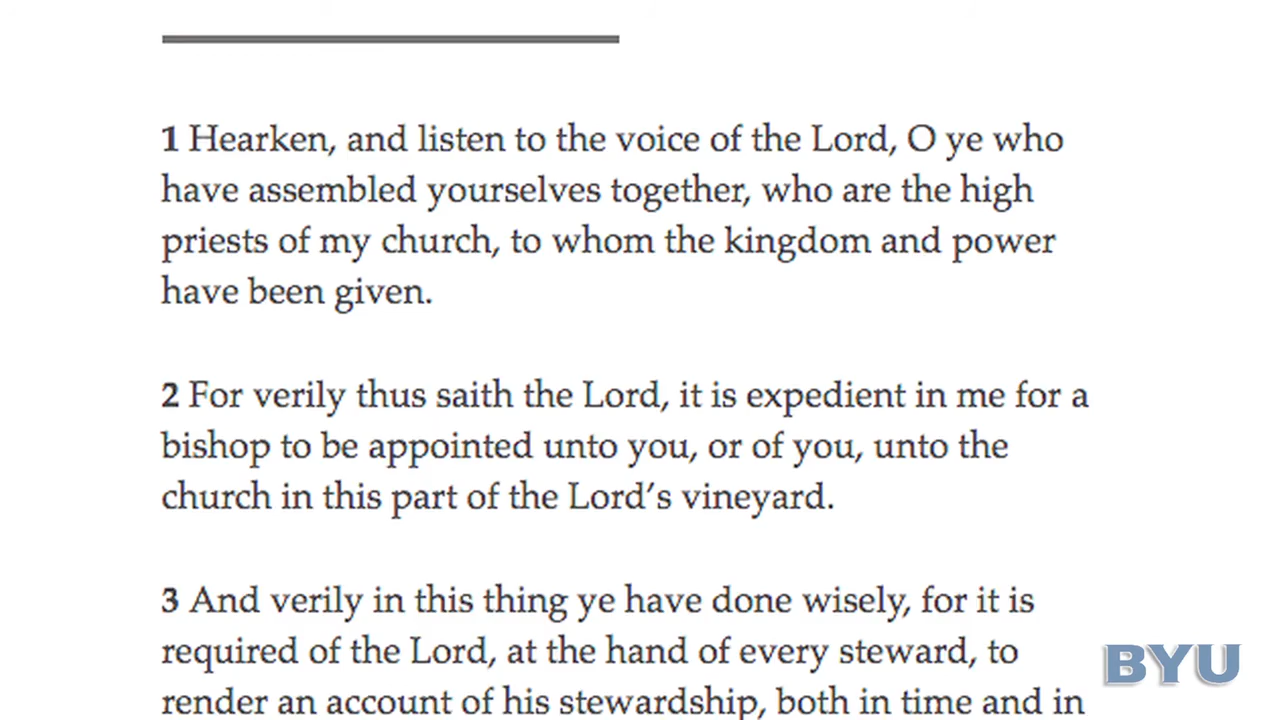 1 Hearken, and listen to the voice of the Lord, O ye who
have assembled yourselves together, who are the high
priests of my church, to whom the kingdom and power
have been given.
2 For verily thus saith the Lord, it is expedient in me for a
bishop to be appointed unto you, or of you, unto the
church in this part of the Lord's vineyard.
3 And verily in this thing ye have done wisely, for it is
required of the Lord, at the hand of every steward, to
render an account of his stewardship, both in time and in
BYU